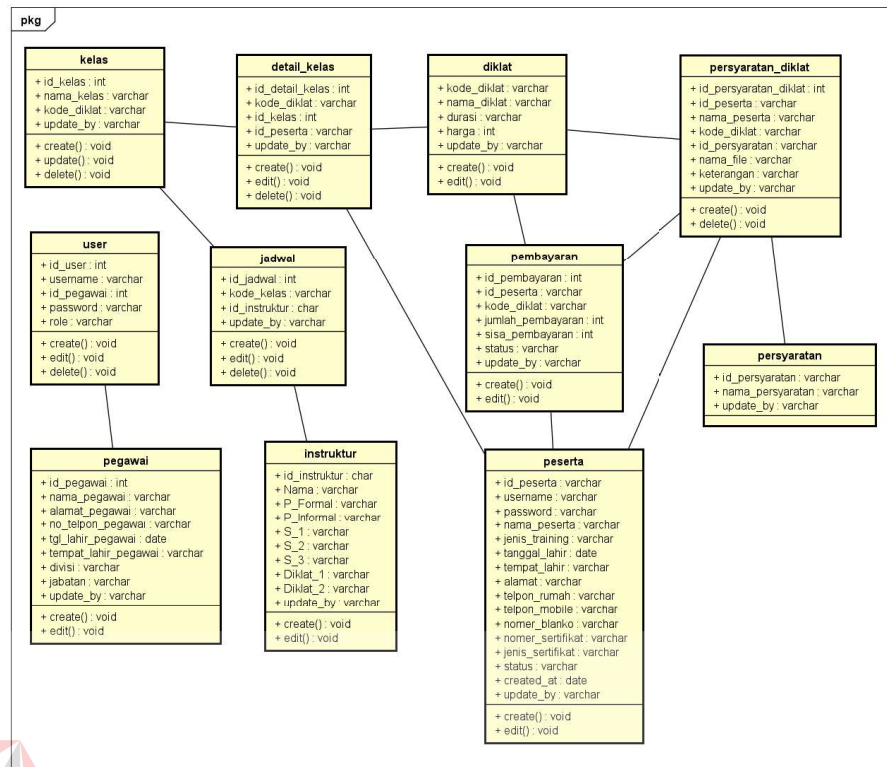 pkg
kelas
+ id_kelas : int
+ nama_kelas : varchar
+ kode_diklat : varchar
+ update_by : varchar
+ create() : void
+ update() : void
+ delete() : void
detail_kelas
+ id_detail_kelas : int
+ kode_diklat : varchar
+ id_kelas : int
+ id_peserta : varchar
+ update_by : varchar
+ create() : void
+ edit() : void
+ delete() : void
diklat
+ kode_diklat : varchar
+ nama_diklat : varchar
+ durasi : varchar
+ harga : int
+ update_by : varchar
+ create() : void
+ edit() : void
persyaratan_diklat
+ id_persyaratan_diklat : int
+ id_peserta : varchar
+ nama_peserta : varchar
+ kode_diklat : varchar
+ id_persyaratan : varchar
+ nama_file : varchar
+ keterangan : varchar
+ update_by : varchar
+ create() : void
+ delete() : void
user
+ id_user : int
+ username : varchar
+ id_pegawai : int
+ password : varchar
+ role : varchar
+ create() : void
+ edit() : void
+ delete() : void
jadwal
+ id_jadwal : int
+ kode_kelas : varchar
+ id_instruktur : char
+ update_by : varchar
+ create() : void
+ edit() : void
+ delete() : void
pembayaran
+ id_pembayaran : int
+ id_peserta : varchar
+ kode_diklat : varchar
+ jumlah_pembayaran : int
+ sisa_pembayaran : int
+ status : varchar
+ update_by : varchar
+ create() : void
+ edit() : void
persyaratan
+ id_persyaratan : varchar
+ nama_persyaratan : varchar
+ update_by : varchar
pegawai
+ id_pegawai : int
+ nama_pegawai : varchar
+ alamat_pegawai : varchar
+ no_telpon_pegawai : varchar
+ tgl_lahir_pegawai : date
+ tempat_lahir_pegawai : varchar
+ divisi : varchar
+ jabatan : varchar
+ update_by : varchar
+ create() : void
+ edit() : void
instruktur
+ id_instruktur : char
+ Nama : varchar
+ P_Formal : varchar
+ P_Informal : varchar
+ S_1 : varchar
+ S_2 : varchar
+ S_3 : varchar
+ Diklat_1 : varchar
+ Diklat_2 : varchar
+ update_by : varchar
+ create() : void
+ edit() : void
peserta
+ id_peserta : varchar
+ username : varchar
+ password : varchar
+ nama_peserta : varchar
+ jenis_training : varchar
+ tanggal_lahir : date
+ tempat_lahir : varchar
+ alamat : varchar
+ telpon_rumah : varchar
+ telpon_mobile : varchar
+ nomer_blanko : varchar
+ nomer_sertifikat : varchar
+ jenis_sertifikat : varchar
+ status : varchar
+ created_at : date
+ update_by : varchar
+ create() : void
+ edit() : void